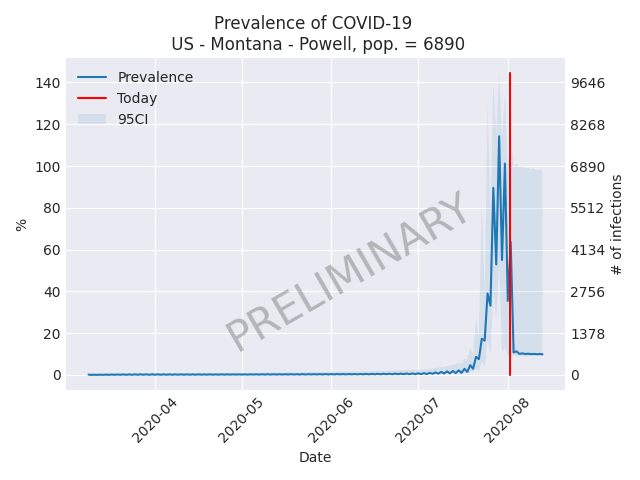 Prevalence of COVID-19
US - Montana - Powell, pop. = 6890
Prevalence
Today
95CI
140
120
100
80
60
40
20
0
%
9646
8268
6890
5512
4134
2756
1378
0
# of infections
PRELIMINARY
2020-04
2020-05
2020-06
2020-07
2020-08
Date